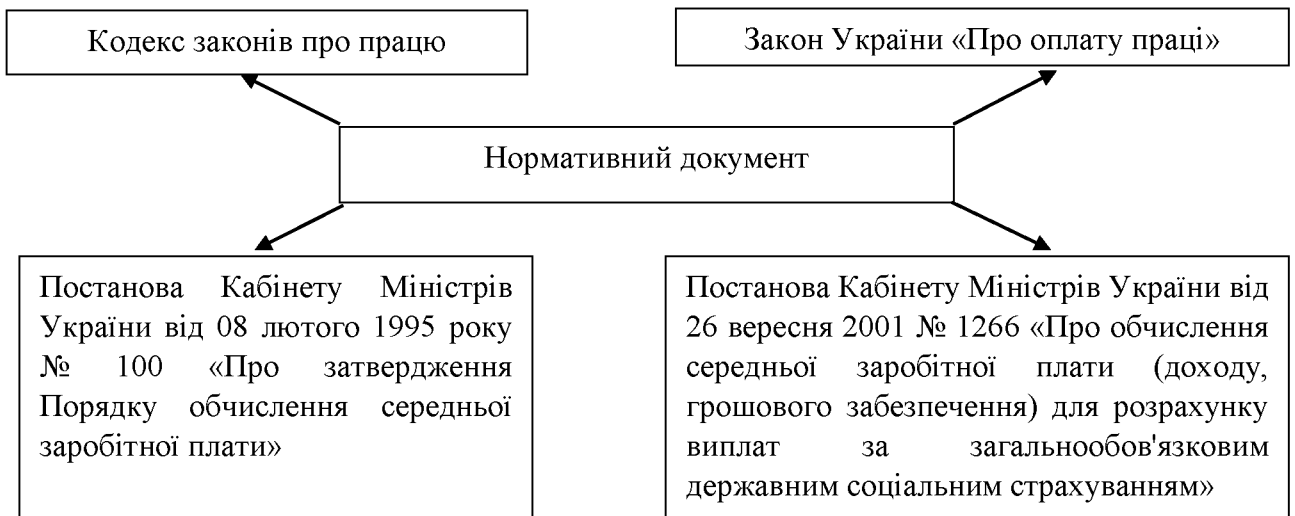 Кодекс законів про працю
Закон України «Про оплату праці»
Нормативний документ
Постанова Кабінету Міністрів
України від 08 лютого 1995 року
№ 100 «Про затвердження
Порядку обчислення середньої
заробітної плати»
Постанова Кабінету Міністрів України від
26 вересня 2001 № 1266 «Про обчислення
середньої заробітної плати (доходу,
грошового забезпечення) для розрахунку
виплат за загальнообов'язковим
державним соціальним страхуванням»